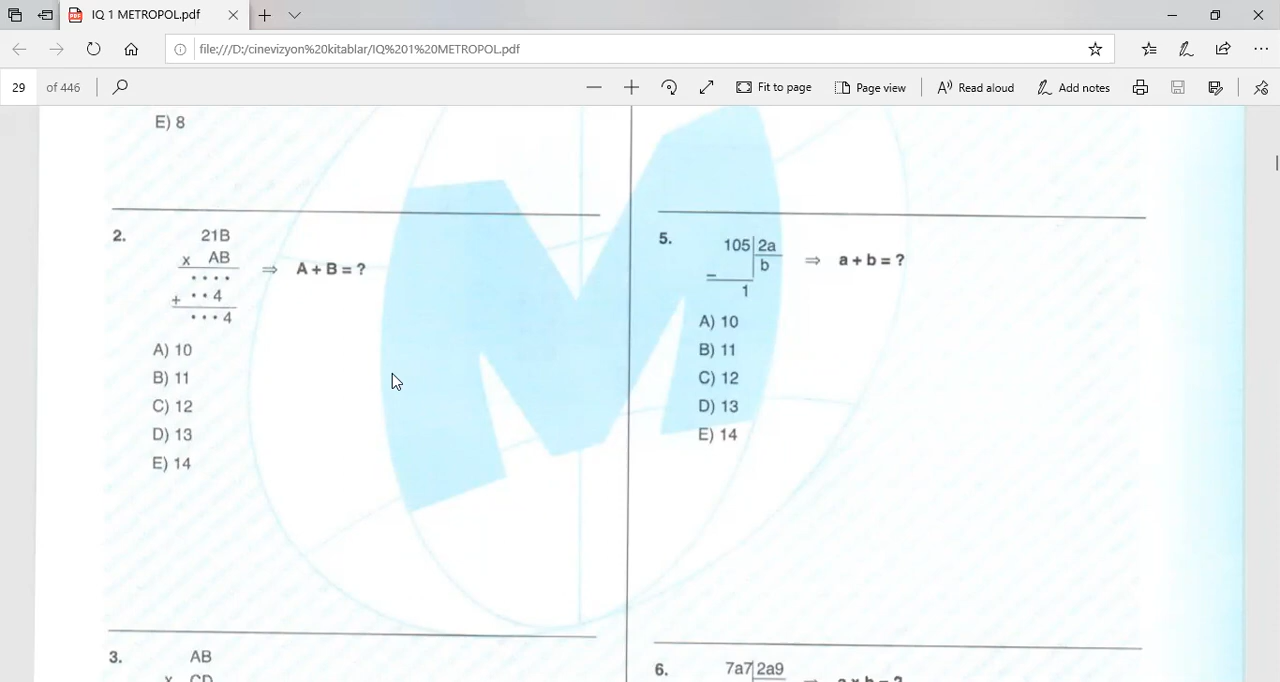 IQ 1 METROPOL.pdf
file:///D:/cinevizyon%20kitablar/IQ%201%20METROPOL.pdf
29 of 446
Fit to page
Page view
Read aloud
Add notes
E) 8
2.
21B
x AB
• • • •
+ • • 4
• • • 4
⇒ A + B = ?
A) 10
B) 11
C) 12
D) 13
E) 14
3.
AB
x CD
5.
105 2a
b
−
1
⇒ a + b = ?
A) 10
B) 11
C) 12
D) 13
E) 14
6.
7a7 2a9
⇒ a x b = ?